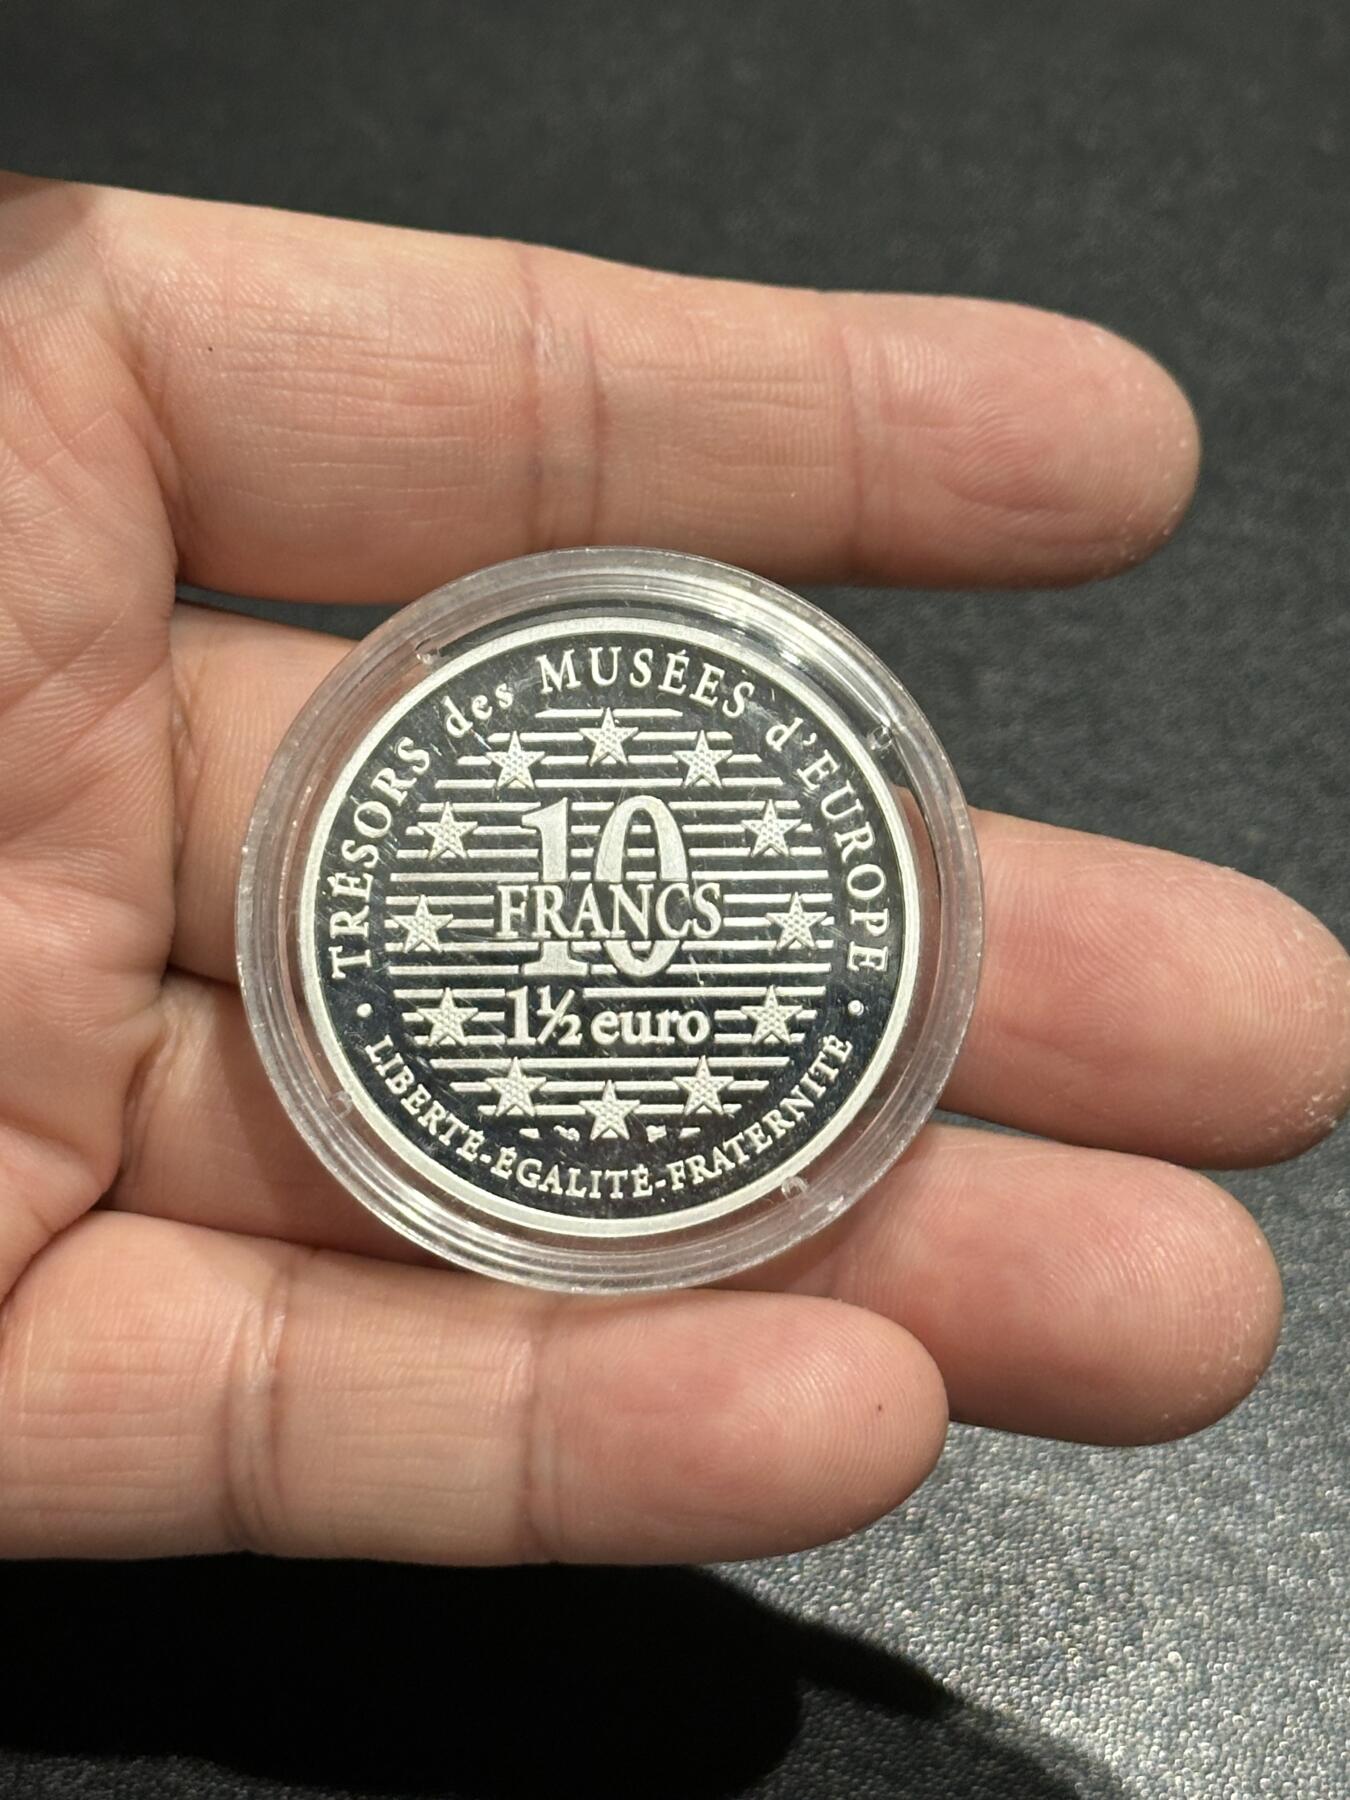 TRÉSORS des MUSÉES d'EUROPE
10
FRANCS
1½ euro
• LIBERTÉ-ÉGALITÉ-FRATERNITÉ •